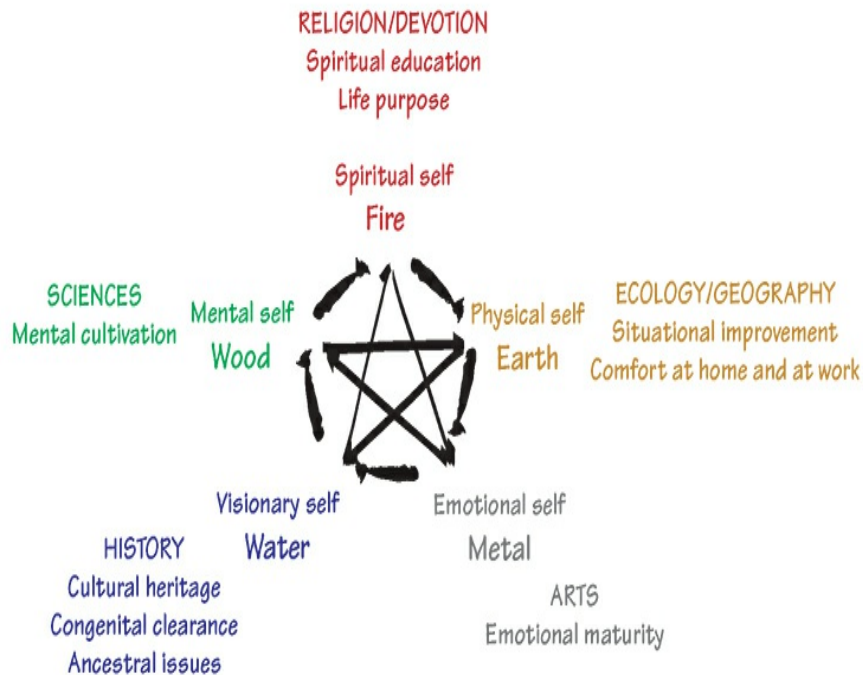 RELIGION/DEVOTION
Spiritual education
Life purpose
Spiritual self
Fire
SCIENCES
Mental cultivation
Mental self
Wood
Physical self
Earth
ECOLOGY/GEOGRAPHY
Situational improvement
Comfort at home and at work
Visionary self
Water
HISTORY
Cultural heritage
Congenital clearance
Ancestral issues
Emotional self
Metal
ARTS
Emotional maturity